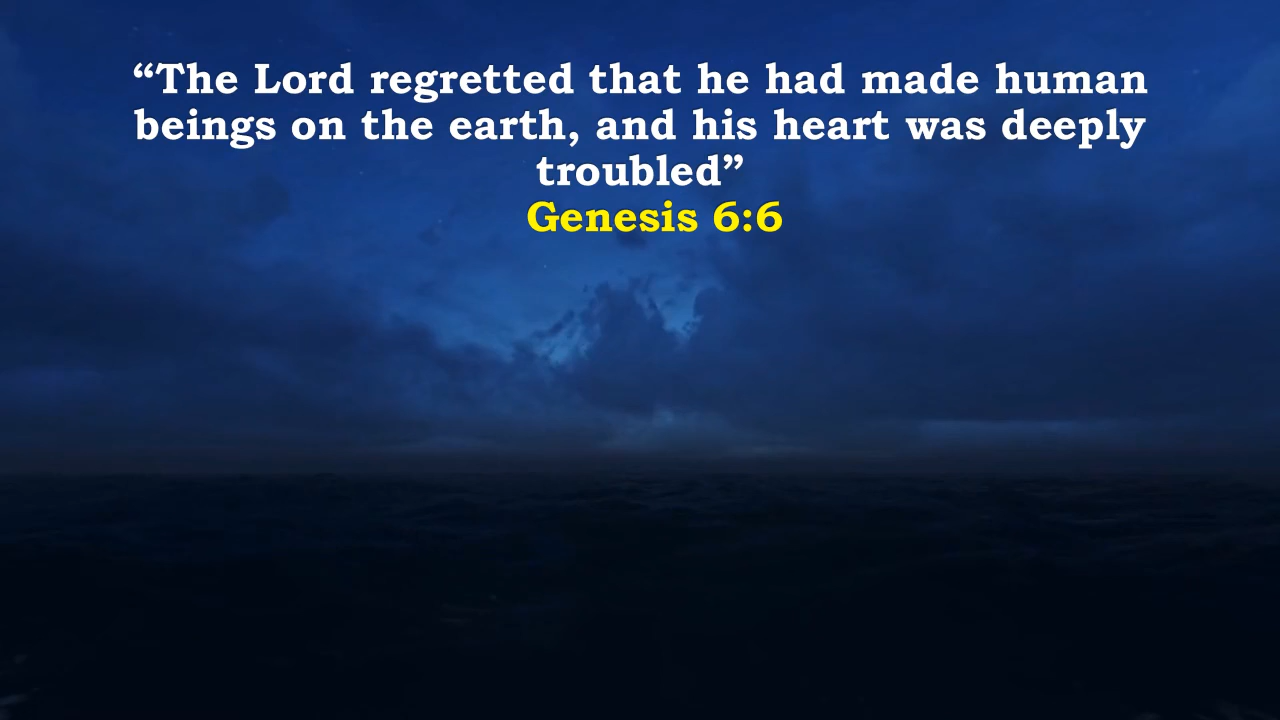 “The Lord regretted that he had made human
beings on the earth, and his heart was deeply
troubled”
Genesis 6:6